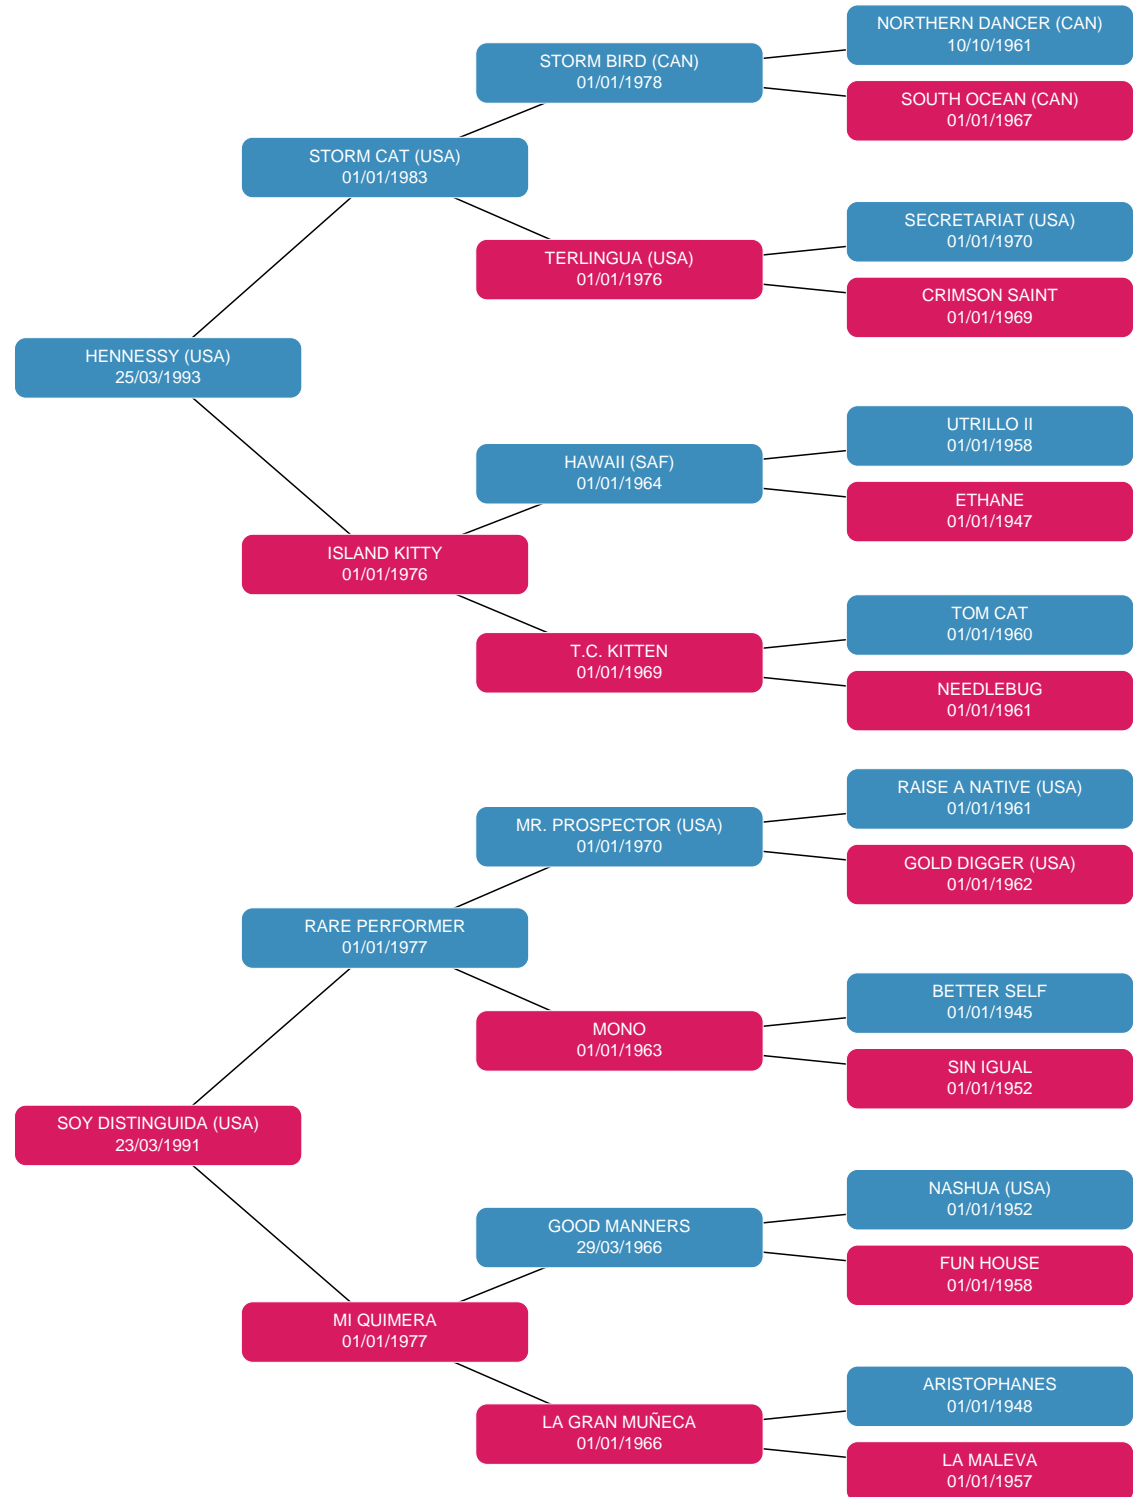 NORTHERN DANCER (CAN)
10/10/1961
STORM BIRD (CAN)
01/01/1978
SOUTH OCEAN (CAN)
01/01/1967
STORM CAT (USA)
01/01/1983
SECRETARIAT (USA)
01/01/1970
TERLINGUA (USA)
01/01/1976
CRIMSON SAINT
01/01/1969
HENNESSY (USA)
25/03/1993
UTRILLO II
01/01/1958
HAWAII (SAF)
01/01/1964
ETHANE
01/01/1947
ISLAND KITTY
01/01/1976
TOM CAT
01/01/1960
T.C. KITTEN
01/01/1969
NEEDLEBUG
01/01/1961
RAISE A NATIVE (USA)
01/01/1961
MR. PROSPECTOR (USA)
01/01/1970
GOLD DIGGER (USA)
01/01/1962
RARE PERFORMER
01/01/1977
BETTER SELF
01/01/1945
MONO
01/01/1963
SIN IGUAL
01/01/1952
SOY DISTINGUIDA (USA)
23/03/1991
NASHUA (USA)
01/01/1952
GOOD MANNERS
29/03/1966
FUN HOUSE
01/01/1958
MI QUIMERA
01/01/1977
ARISTOPHANES
01/01/1948
LA GRAN MUÑECA
01/01/1966
LA MALEVA
01/01/1957